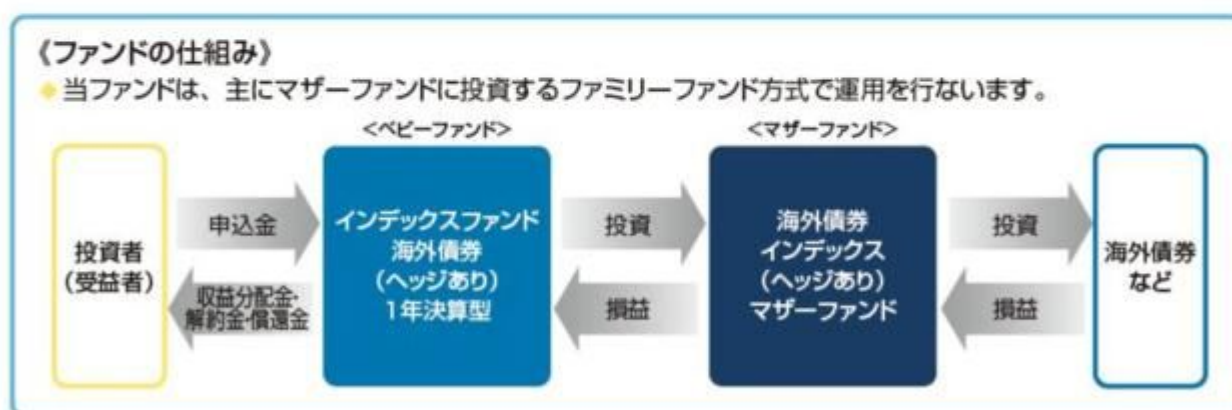 《ファンドの仕組み》
◆当ファンドは、主にマザーファンドに投資するファミリーファンド方式で運用を行ないます。
<ベビーファンド>
<マザーファンド>
投資者
(受益者)
申込金
収益分配金・
解約金・償還金
インデックスファンド
海外債券
(ヘッジあり)
1年決算型
投資
損益
海外債券
インデックス
(ヘッジあり)
マザーファンド
投資
損益
海外債券
など